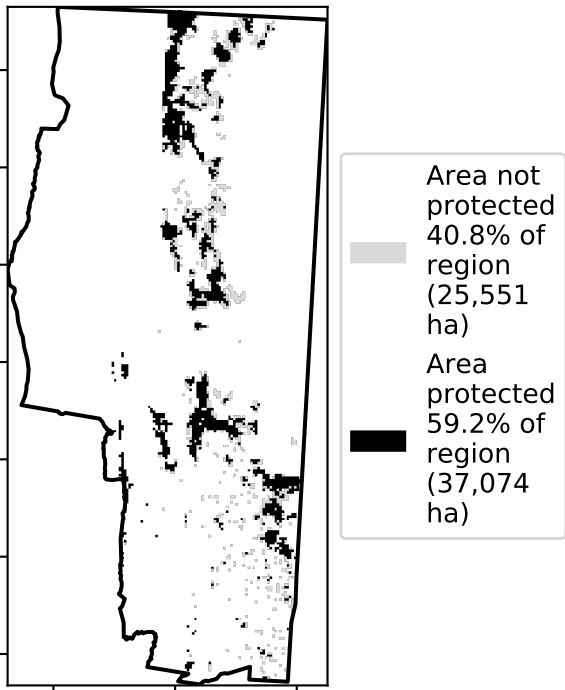 Area not
protected
40.8% of
region
(25,551
ha)
Area
protected
59.2% of
region
(37,074
ha)